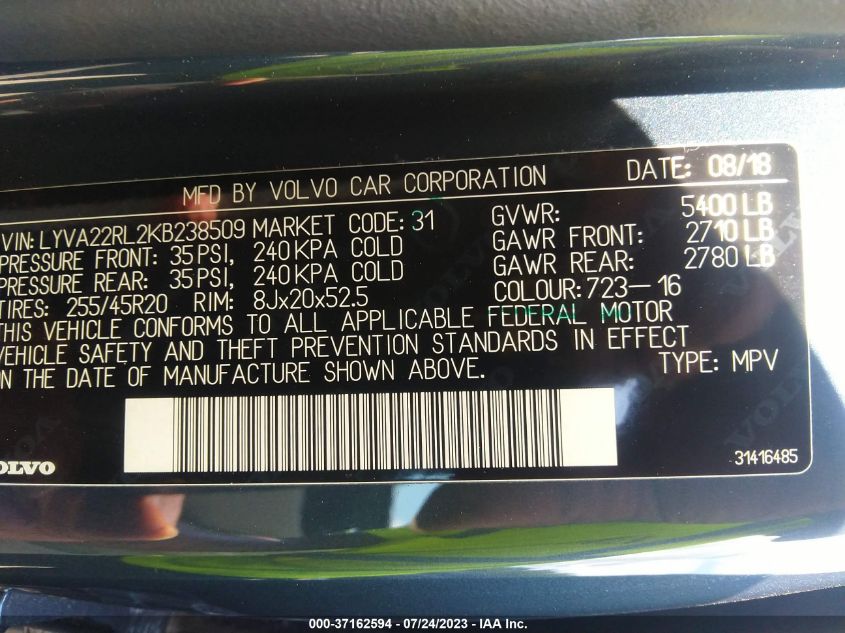 MFD BY VOLVO CAR CORPORATION DATE: 08/18
VIN: LYVA22RL2KB238509 MARKET CODE: 31 GVWR: 5400 LB
PRESSURE FRONT: 35 PSI, 240 KPA COLD GAWR FRONT: 2710 LB
PRESSURE REAR: 35 PSI, 240 KPA COLD GAWR REAR: 2780 LB
TIRES: 255/45R20 RIM: 8Jx20x52.5 COLOUR: 723-16
THIS VEHICLE CONFORMS TO ALL APPLICABLE FEDERAL MOTOR
VEHICLE SAFETY AND THEFT PREVENTION STANDARDS IN EFFECT
ON THE DATE OF MANUFACTURE SHOWN ABOVE. TYPE: MPV
VOLVO 31416485
000-37162594 - 07/24/2023 - IAA Inc.